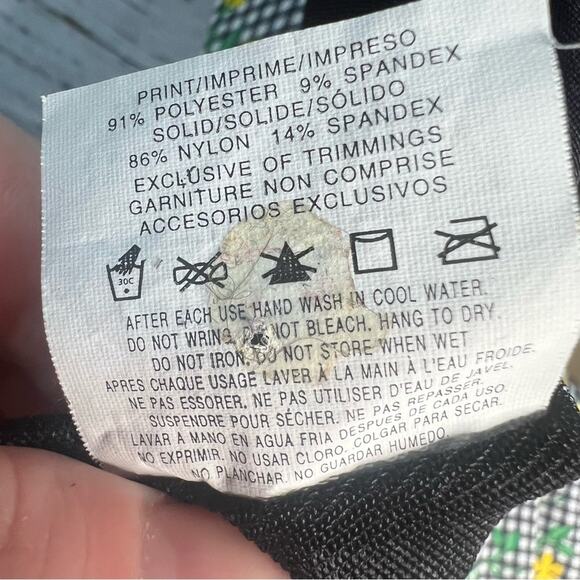 PRINT/IMPRIME/IMPRESO
91% POLYESTER 9% SPANDEX
SOLID/SOLIDE/SÓLIDO
86% NYLON 14% SPANDEX
EXCLUSIVE OF TRIMMINGS
GARNITURE NON COMPRISE
ACCESORIOS EXCLUSIVOS
30C
AFTER EACH USE HAND WASH IN COOL WATER.
DO NOT WRING. DO NOT BLEACH. HANG TO DRY.
DO NOT IRON. DO NOT STORE WHEN WET
APRES CHAQUE USAGE LAVER À LA MAIN À L'EAU FROIDE.
NE PAS ESSORER. NE PAS UTILISER D'EAU DE JAVEL.
SUSPENDRE POUR SÉCHER. NE PAS REPASSER.
LAVAR A MANO EN AGUA FRIA DESPUES DE CADA USO.
NO EXPRIMIR. NO USAR CLORO. COLGAR PARA SECAR.
NO PLANCHAR. NO GUARDAR HUMEDO.